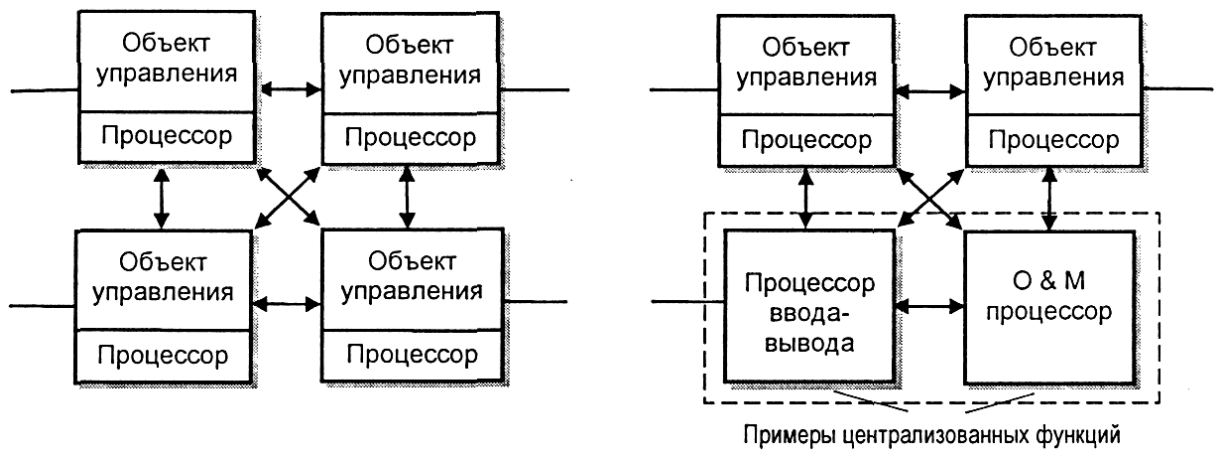 Объект
управления
Процессор
Объект
управления
Процессор
Объект
управления
Процессор
Объект
управления
Процессор
Объект
управления
Процессор
Объект
управления
Процессор
Процессор
ввода-
вывода
O & M
процессор
Примеры централизованных функций